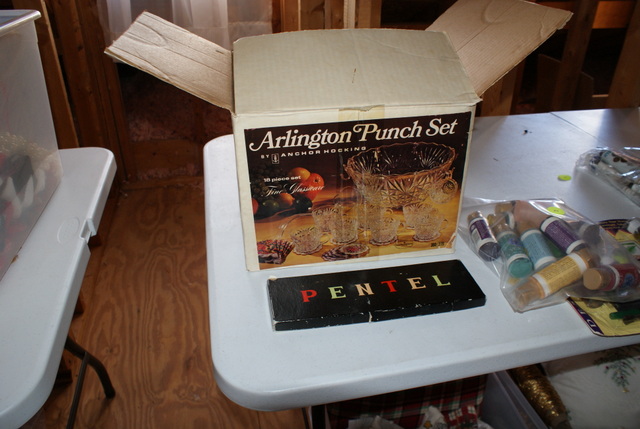 Arlington Punch Set
BY ANCHOR HOCKING
18 piece set
Fine Glassware
PENTEL